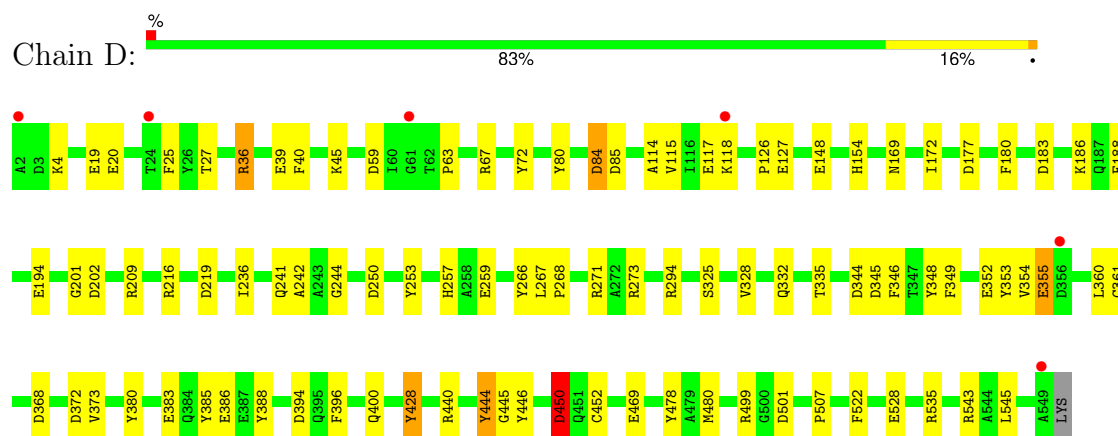 %
Chain D:
83% 16% •
A2 D3 K4 E19 E20 T24 F25 Y26 T27 R36 E39 F40 K45 D59 I60 G61 T62 P63 R67 Y72 Y80 D84 D85 A114 V115 I116 E117 K118 P126 E127 E148 H154 N169 I172 D177 F180 D183 K186 Q187
E194 G201 D202 R209 R216 D219 I236 Q241 A242 A243 G244 D250 Y253 H257 A258 E259 Y266 L267 P268 R271 A272 R273 R294 S325 V328 Q332 T335 D344 D345 F346 T347 Y348 F349 E352 Y353 V354 E355 D356 L360
D368 D372 V373 Y380 E383 Q384 Y385 E386 E387 Y388 D394 Q395 F396 Q400 Y428 R440 Y444 G445 Y446 D450 Q451 C452 E469 Y478 A479 M480 R499 G500 D501 P507 F522 E528 R535 R543 A544 L545 A549 LYS